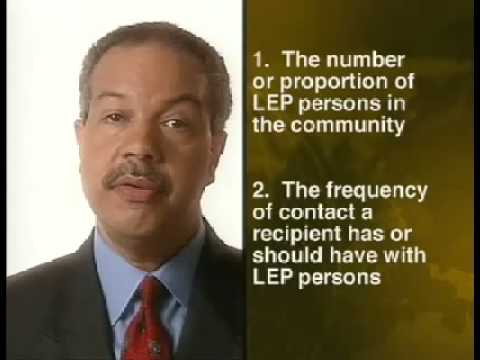 1. The number
or proportion of
LEP persons in
the community
2. The frequency
of contact a
recipient has or
should have with
LEP persons